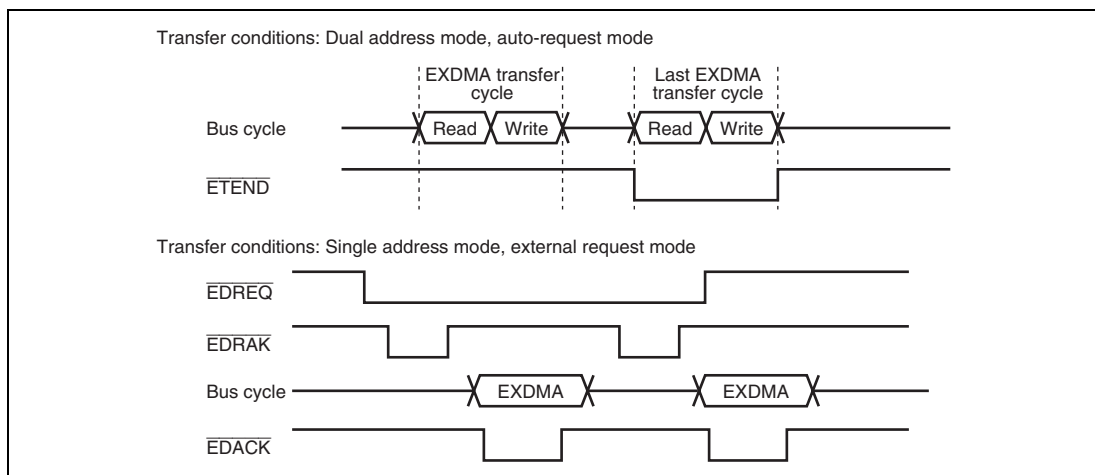 Transfer conditions: Dual address mode, auto-request mode
EXDMA transfer
cycle
Last EXDMA
transfer cycle
Bus cycle
Read
Write
Read
Write
ETEND
Transfer conditions: Single address mode, external request mode
EDREQ
EDRAK
Bus cycle
EXDMA
EXDMA
EDACK